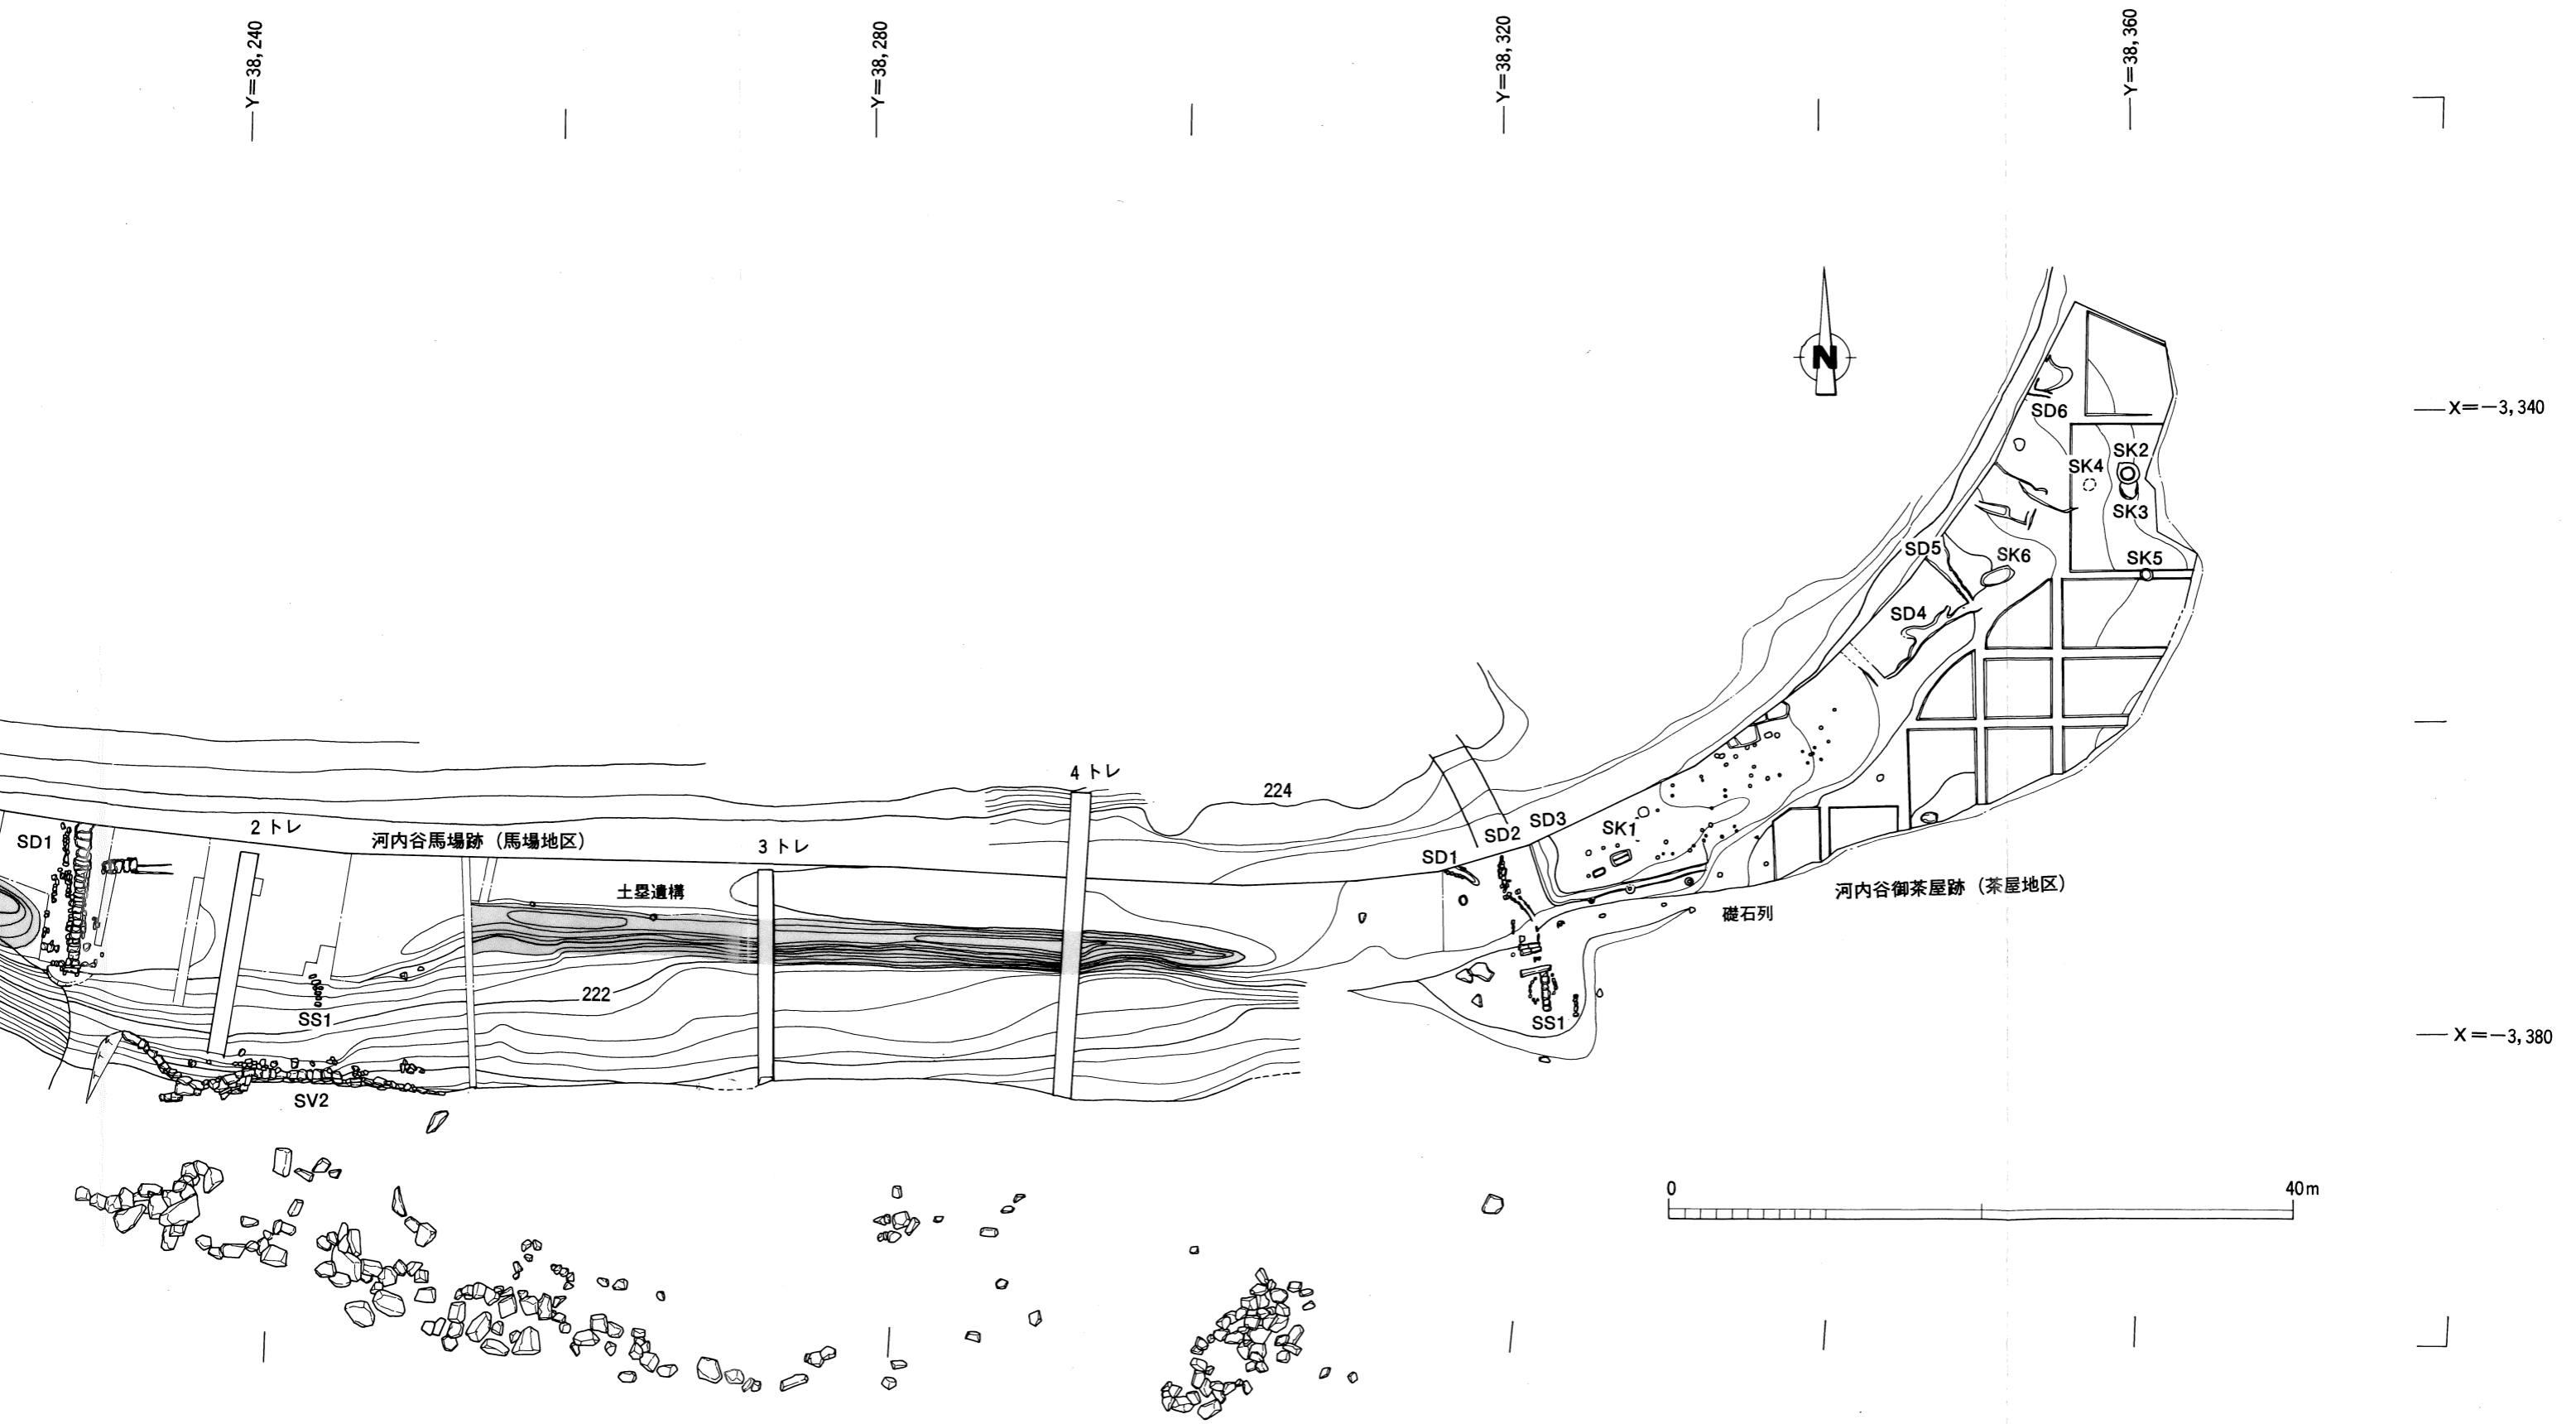 Y=38,240
Y=38,280
Y=38,320
Y=38,360
N
X=-3,340
SD6
SK2
SK4
SK3
SD5
SK6
SK5
SD4
4 トレ
224
2 トレ
河内谷馬場跡（馬場地区）
3 トレ
SD1
SD3
SD2
SK1
SD1
土塁遺構
河内谷御茶屋跡（茶屋地区）
礎石列
222
SS1
SS1
X=-3,380
SV2
0
40m